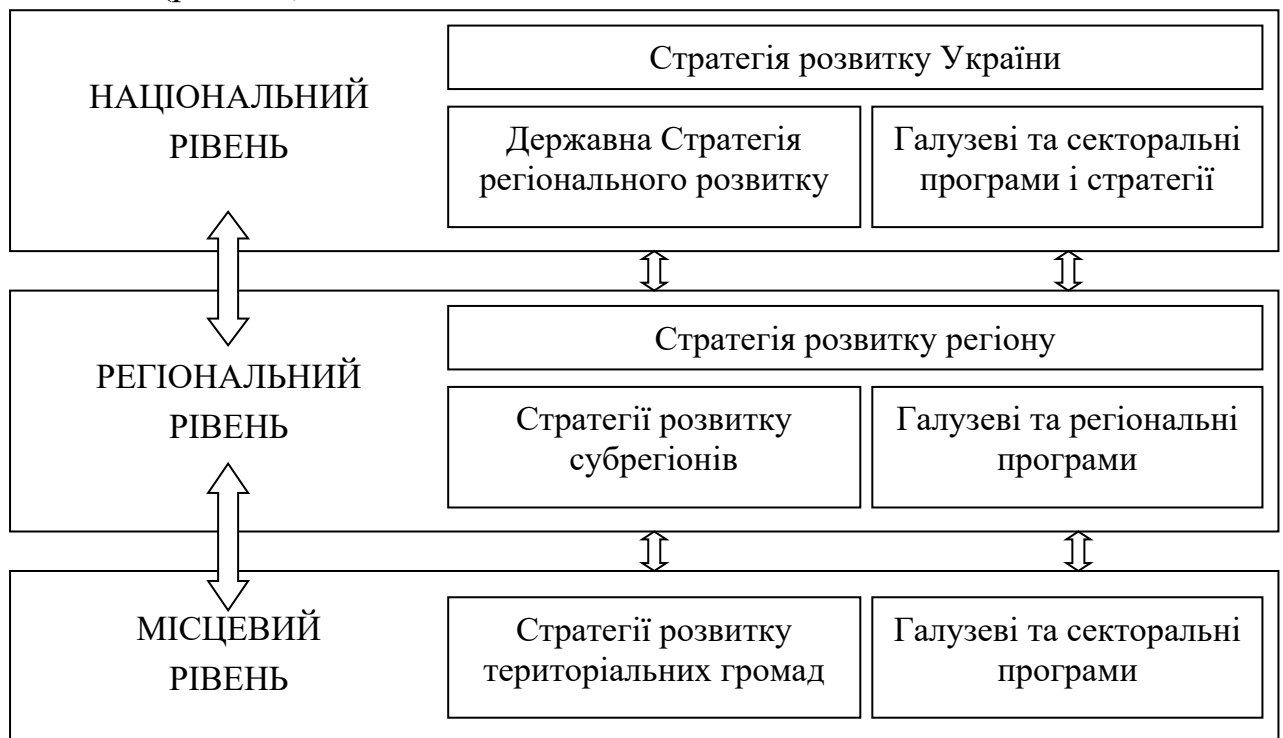 НАЦІОНАЛЬНИЙ
РІВЕНЬ
Стратегія розвитку України
Державна Стратегія
регіонального розвитку
Галузеві та секторальні
програми і стратегії
РЕГІОНАЛЬНИЙ
РІВЕНЬ
Стратегія розвитку регіону
Стратегії розвитку
субрегіонів
Галузеві та регіональні
програми
МІСЦЕВИЙ
РІВЕНЬ
Стратегії розвитку
територіальних громад
Галузеві та секторальні
програми